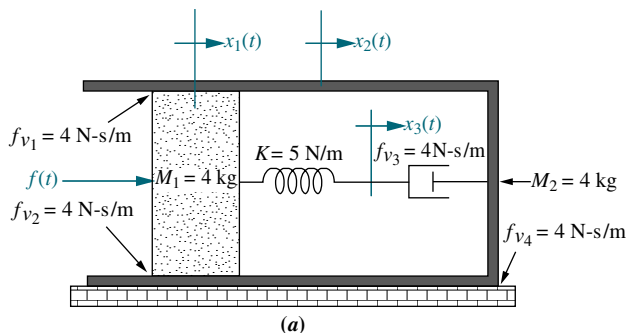 x₁(t) x₂(t)
x₃(t)
fᵥ₁ = 4 N-s/m
K= 5 N/m
fᵥ₃ = 4N-s/m
f(t)
M₁ = 4 kg
M₂ = 4 kg
fᵥ₂ = 4 N-s/m
fᵥ₄ = 4 N-s/m
(a)